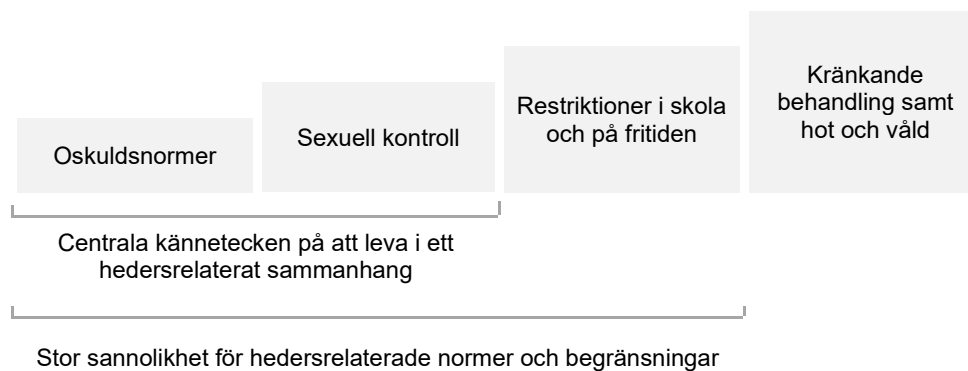 Oskuldsnormer
Sexuell kontroll
Restriktioner i skola
och på fritiden
Kränkande
behandling samt
hot och våld
Centrala kännetecken på att leva i ett
hedersrelaterat sammanhang
Stor sannolikhet för hedersrelaterade normer och begränsningar